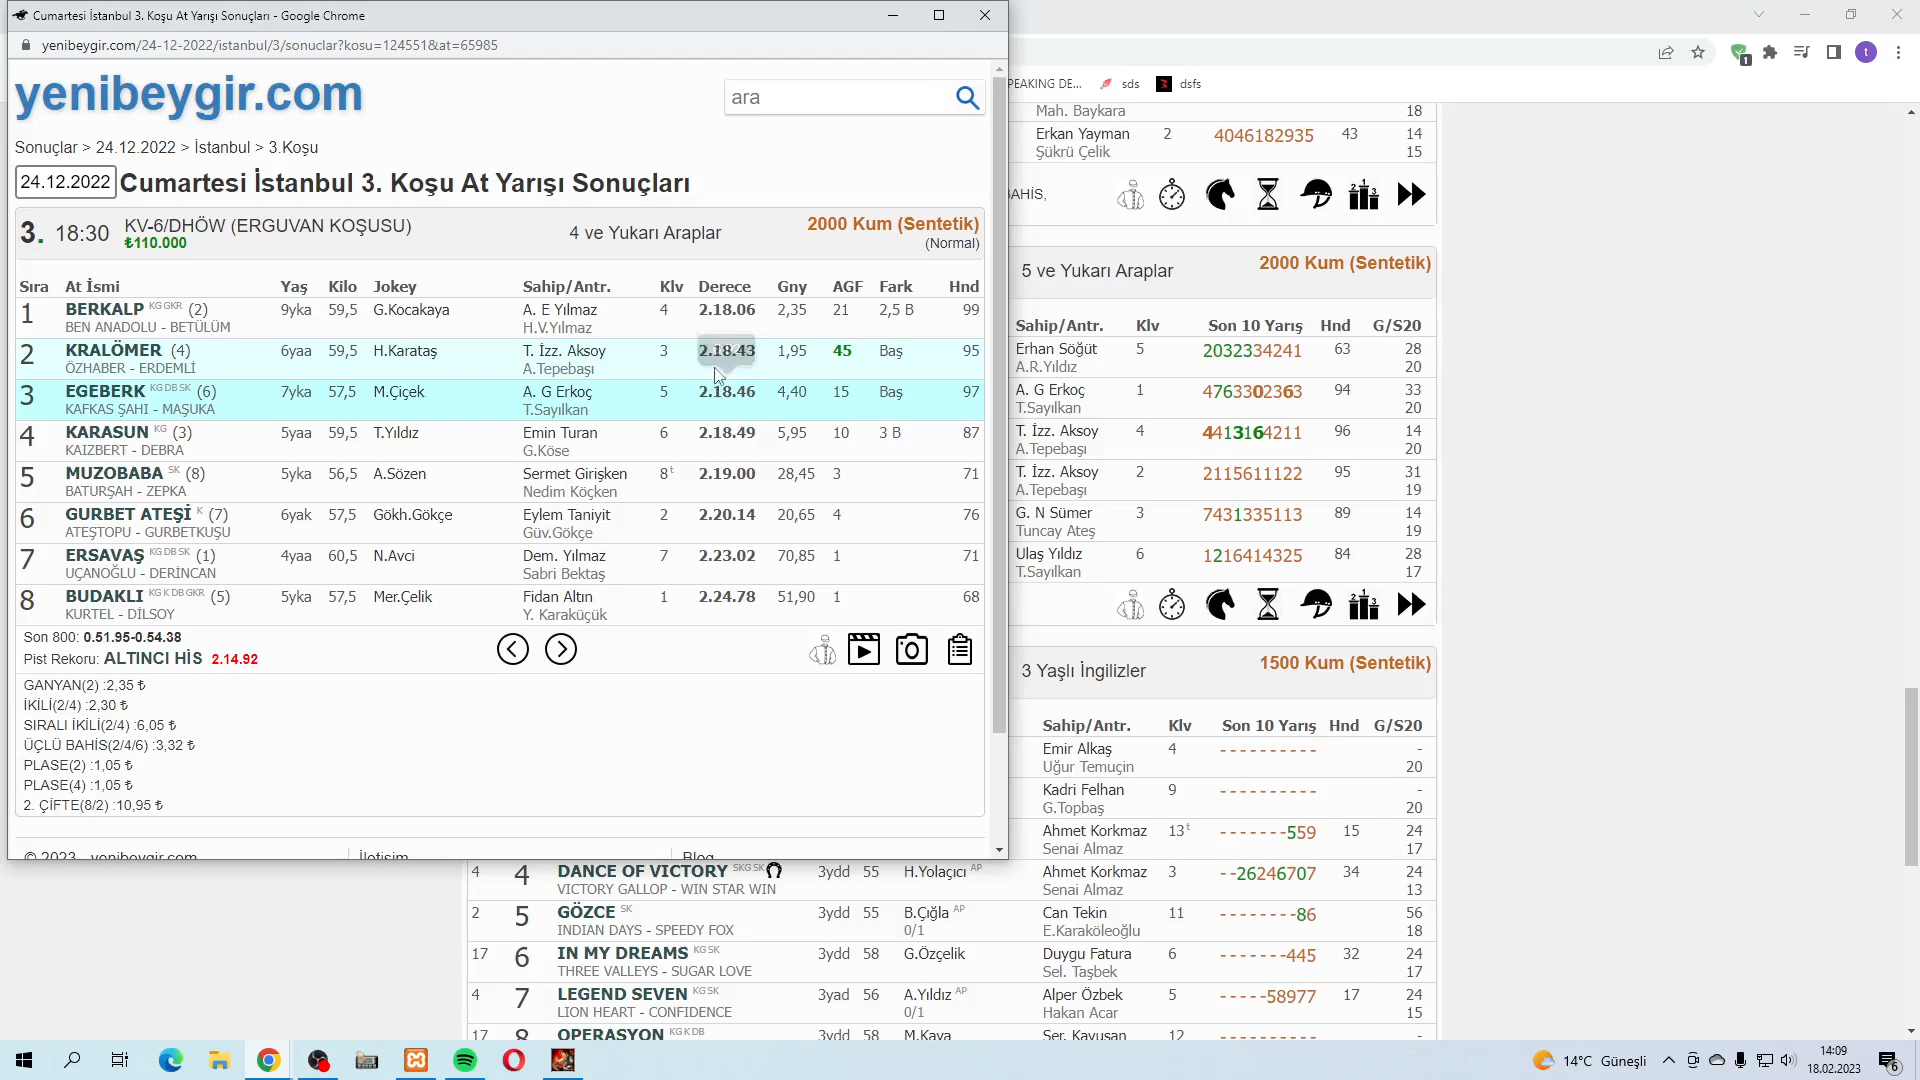 Cumartesi İstanbul 3. Koşu At Yarışı Sonuçları - Google Chrome
yenibeygir.com/24-12-2022/istanbul/3/sonuclar?kosu=124551&at=65985
yenibeygir.com
ara
Sonuçlar > 24.12.2022 > İstanbul > 3.Koşu
24.12.2022 Cumartesi İstanbul 3. Koşu At Yarışı Sonuçları
3. 18:30 KV-6/DHÖW (ERGUVAN KOŞUSU) 4 ve Yukarı Araplar 2000 Kum (Sentetik)
₺110.000 (Normal)
Sıra At İsmi Yaş Kilo Jokey Sahip/Antr. Klv Derece Gny AGF Fark Hnd
1 BERKALP KG GKR (2) 9yka 59,5 G.Kocakaya A. E Yılmaz 4 2.18.06 2,35 21 2,5 B 99
BEN ANADOLU - BETÜLÜM H.V.Yılmaz
2 KRALÖMER (4) 6yaa 59,5 H.Karataş T. İzz. Aksoy 3 2.18.43 1,95 45 Baş 95
ÖZHABER - ERDEMLİ A.Tepebaşı
3 EGEBERK KG DB SK (6) 7yka 57,5 M.Çiçek A. G Erkoç 5 2.18.46 4,40 15 Baş 97
KAFKAS ŞAHI - MAŞUKA T.Sayılkan
4 KARASUN KG (3) 5yaa 59,5 T.Yıldız Emin Turan 6 2.18.49 5,95 10 3 B 87
KAIZBERT - DEBRA G.Köse
5 MUZOBABA SK (8) 5yka 56,5 A.Sözen Sermet Girişken 8t 2.19.00 28,45 3 71
BATURŞAH - ZEPKA Nedim Köçken
6 GURBET ATEŞİ K (7) 6yak 57,5 Gökh.Gökçe Eylem Taniyit 2 2.20.14 20,65 4 76
ATEŞTOPU - GURBETKUŞU Güv.Gökçe
7 ERSAVAŞ KG DB SK (1) 4yaa 60,5 N.Avci Dem. Yılmaz 7 2.23.02 70,85 1 71
UÇANOĞLU - DERİNCAN Sabri Bektaş
8 BUDAKLI KG K DB GKR (5) 5yka 57,5 Mer.Çelik Fidan Altın 1 2.24.78 51,90 1 68
KURTEL - DİLSOY Y. Karaküçük
Son 800: 0.51.95-0.54.38
Pist Rekoru: ALTINCI HİS 2.14.92
GANYAN(2) :2,35 ₺
İKİLİ(2/4) :2,30 ₺
SIRALI İKİLİ(2/4) :6,05 ₺
ÜÇLÜ BAHİS(2/4/6) :3,32 ₺
PLASE(2) :1,05 ₺
PLASE(4) :1,05 ₺
2. ÇİFTE(8/2) :10,95 ₺
© 2023 yenibeygir.com İletişim Blog
1
t
PEAKING DE... sds dsfs
Mah. Baykara 18
Erkan Yayman 2 4046182935 43 14
Şükrü Çelik 15
BAHİS,
5 ve Yukarı Araplar 2000 Kum (Sentetik)
Sahip/Antr. Klv Son 10 Yarış Hnd G/S20
Erhan Söğüt 5 2032334241 63 28
A.R.Yıldız 20
A. G Erkoç 1 4763302363 94 33
T.Sayılkan 20
T. İzz. Aksoy 4 4413164211 96 14
A.Tepebaşı 20
T. İzz. Aksoy 2 2115611122 95 31
A.Tepebaşı 19
G. N Sümer 3 7431335113 89 14
Tuncay Ateş 19
Ulaş Yıldız 6 1216414325 84 28
T.Sayılkan 17
3 Yaşlı İngilizler 1500 Kum (Sentetik)
Sahip/Antr. Klv Son 10 Yarış Hnd G/S20
Emir Alkaş 4 ---------- -
Uğur Temuçin 20
Kadri Felhan 9 ---------- -
G.Topbaş 20
Ahmet Korkmaz 13t -------559 15 24
Senai Almaz 17
4 4 DANCE OF VICTORY SKG SK 3ydd 55 H.Yolaçıcı AP Ahmet Korkmaz 3 --26246707 34 24
VICTORY GALLOP - WIN STAR WIN Senai Almaz 13
2 5 GÖZCE SK 3ydd 55 B.Çığla AP Can Tekin 11 --------86 56
INDIAN DAYS - SPEEDY FOX 0/1 E.Karaköleoğlu 18
17 6 IN MY DREAMS KG SK 3ydd 58 G.Özçelik Duygu Fatura 6 -------445 32 24
THREE VALLEYS - SUGAR LOVE Sel. Taşbek 17
4 7 LEGEND SEVEN KG SK 3yad 56 A.Yıldız AP Alper Özbek 5 -----58977 17 24
LION HEART - CONFIDENCE 0/1 Hakan Acar 15
17 8 OPERASYON KG K DB 3ydd 58 M.Kaya Ser. Kavuşan 12 ---------- -
14°C Güneşli
14:09
18.02.2023
6